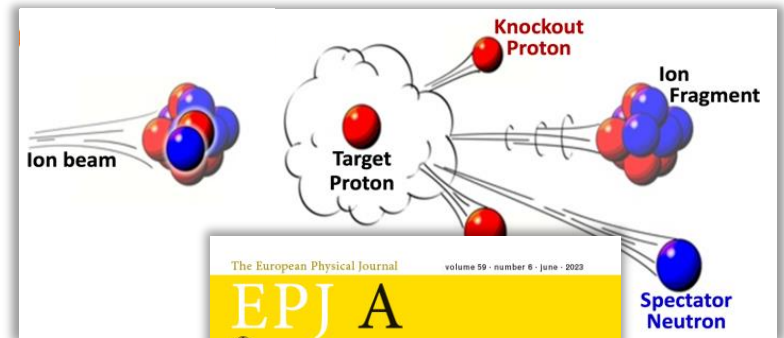 Knockout
Proton
Ion
Fragment
Ion beam
Target
Proton
Spectator
Neutron
The European Physical Journal
volume 59 · number 6 · june · 2023
EPJ A